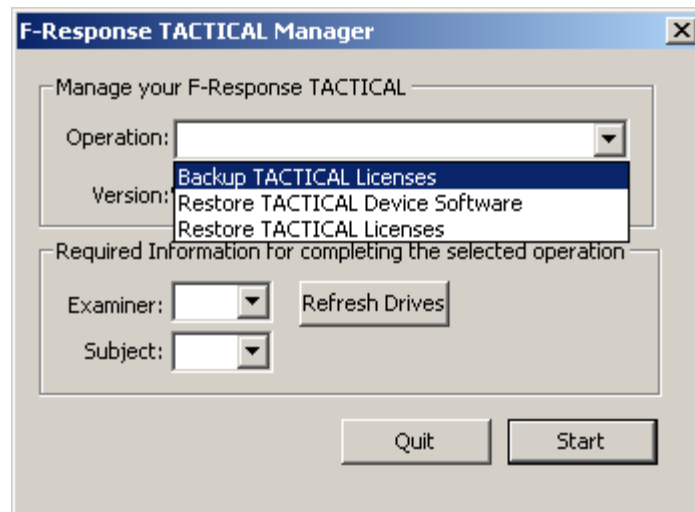 F-Response TACTICAL Manager
Manage your F-Response TACTICAL
Operation:
Backup TACTICAL Licenses
Version:
Restore TACTICAL Device Software
Restore TACTICAL Licenses
Required Information for completing the selected operation
Examiner:
Refresh Drives
Subject:
Quit
Start